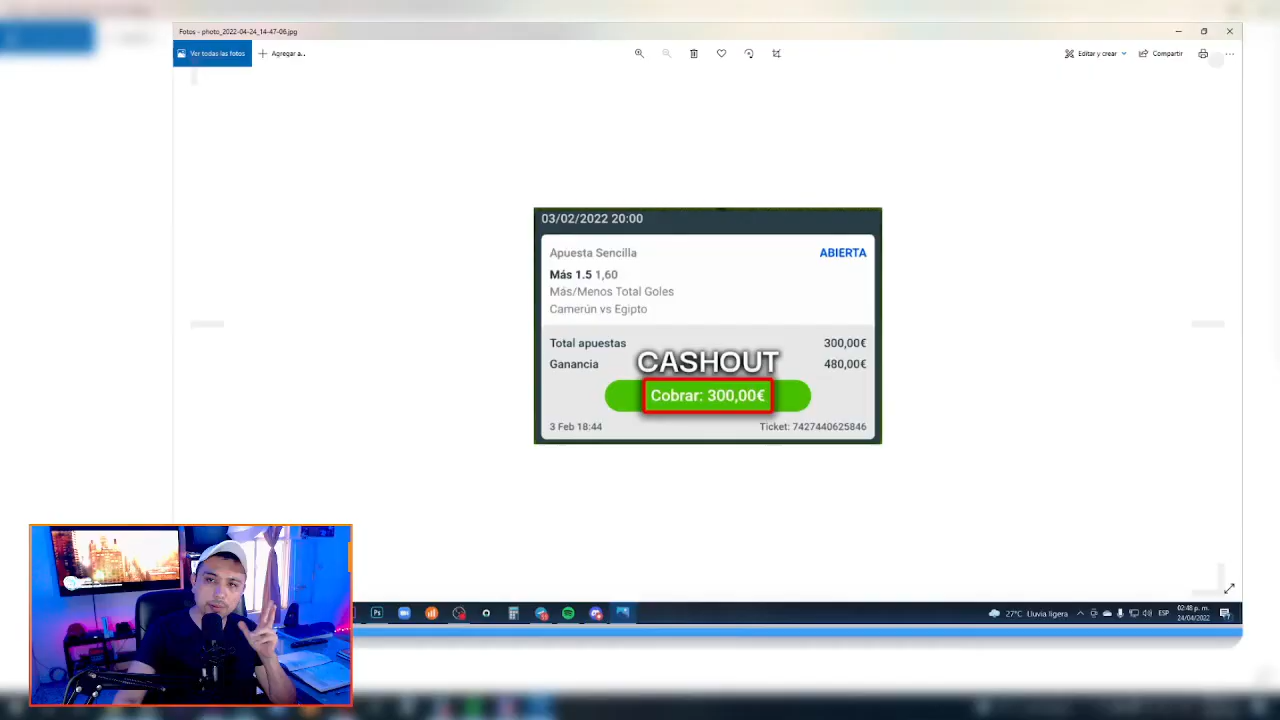 Fotos - photo_2022-04-24_14-47-06.jpg
Ver todas las fotos
Agregar a..
Editar y crear
Compartir
03/02/2022 20:00
Apuesta Sencilla
ABIERTA
Más 1.5 1,60
Más/Menos Total Goles
Camerún vs Egipto
Total apuestas
300,00€
Ganancia
480,00€
CASHOUT
Cobrar: 300,00€
3 Feb 18:44
Ticket: 7427440625846
Ps
27°C Lluvia ligera
ESP
02:48 p. m.
24/04/2022